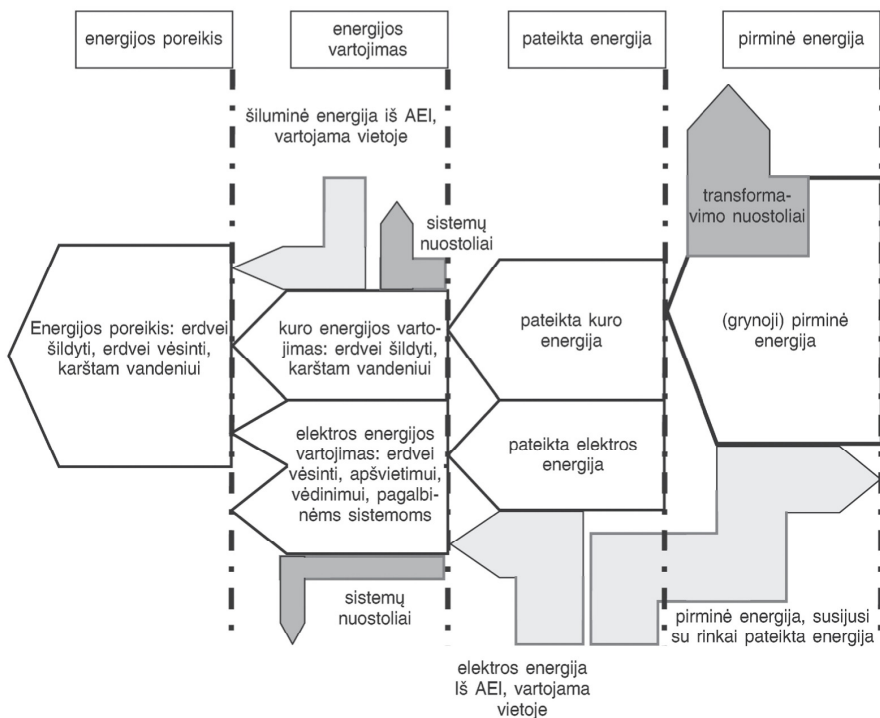 energijos poreikis
energijos
vartojimas
pateikta energija
pirminė energija
šiluminė energija iš AEI,
vartojama vietoje
sistemų
nuostoliai
transforma-
vimo nuostoliai
Energijos poreikis: erdvei
šildyti, erdvei vėsinti,
karštam vandeniui
kuro energijos varto-
jimas: erdvei šildyti,
karštam vandeniui
pateikta kuro
energija
(grynoji) pirminė
energija
elektros energijos
vartojimas: erdvei
vėsinti, apšvietimui,
vėdinimui, pagalbi-
nėms sistemoms
pateikta elektros
energija
sistemų
nuostoliai
pirminė energija, susijusi
su rinkai pateikta energija
elektros energija
Iš AEI, vartojama
vietoje